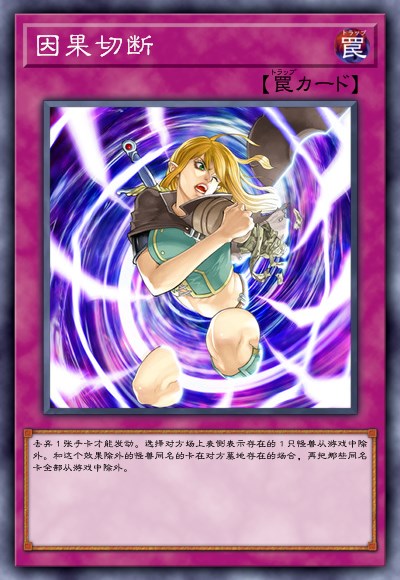 因果切断
トラップ
罠
トラップ
【罠カード】
丢弃1张手卡才能发动。选择对方场上表侧表示存在的1只怪兽从游戏中除
外。和这个效果除外的怪兽同名的卡在对方墓地存在的场合，再把那些同名
卡全部从游戏中除外。